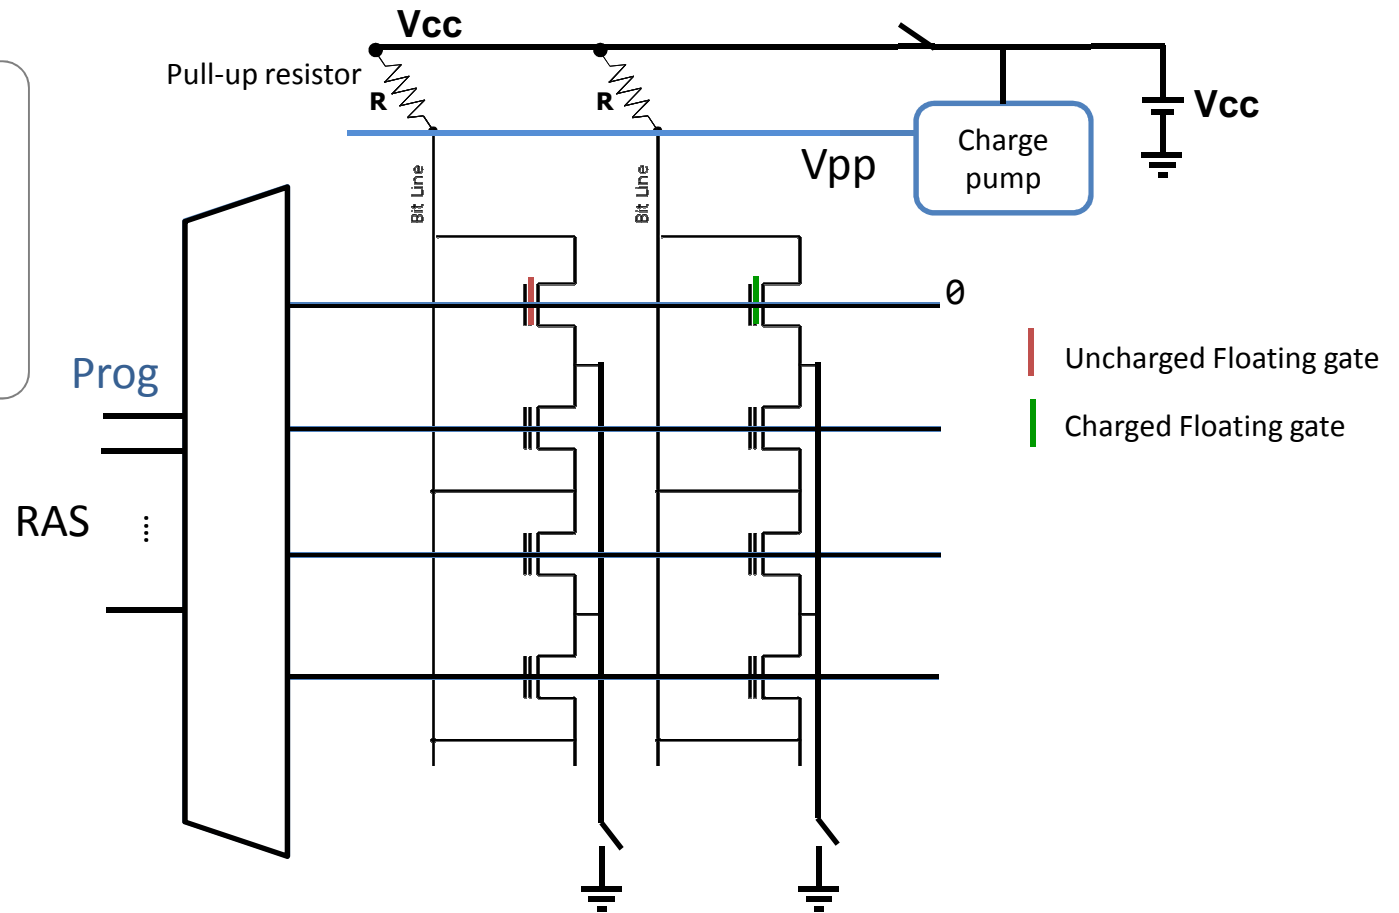 Vcc
Pull-up resistor
R
R
Vcc
Charge
pump
Vpp
Bit Line
Bit Line
0
Prog
Uncharged Floating gate
Charged Floating gate
RAS